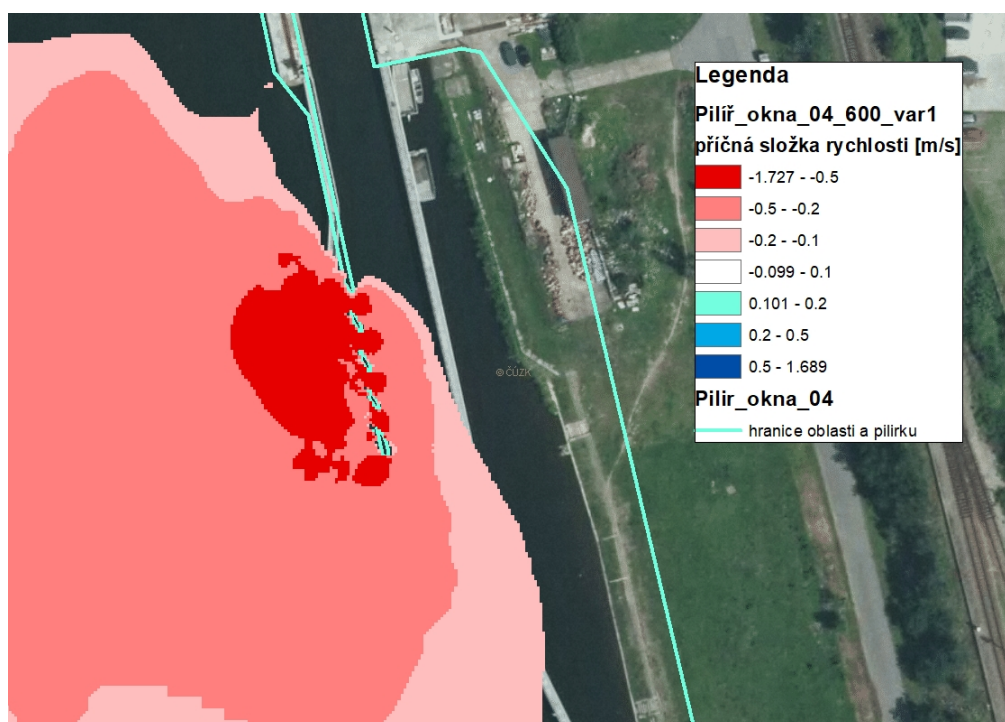 Legenda
Pilíř_okna_04_600_var1
příčná složka rychlosti [m/s]
-1.727 - -0.5
-0.5 - -0.2
-0.2 - -0.1
-0.099 - 0.1
0.101 - 0.2
0.2 - 0.5
0.5 - 1.689
Pilir_okna_04
hranice oblasti a pilirku
© ČÚZK